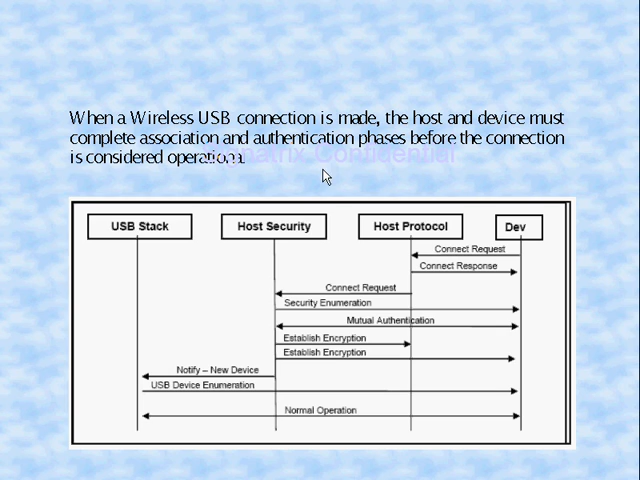 When a Wireless USB connection is made, the host and device must
complete association and authentication phases before the connection
is considered operational.
Confidential
USB Stack Host Security Host Protocol Dev
Connect Request
Connect Response
Connect Request
Security Enumeration
Mutual Authentication
Establish Encryption
Establish Encryption
Notify – New Device
USB Device Enumeration
Normal Operation